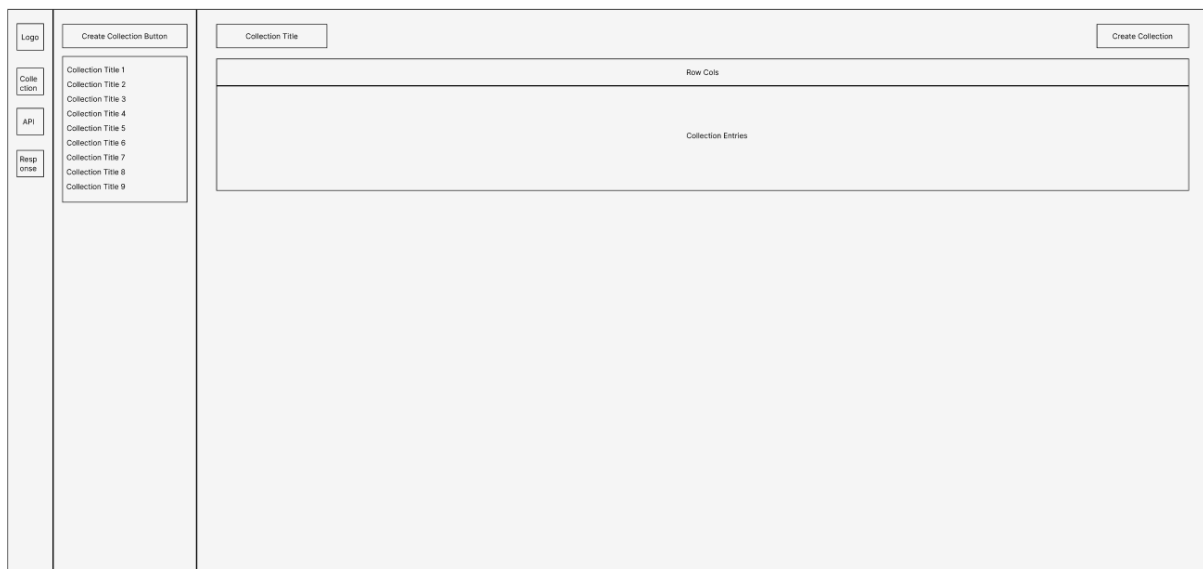 Logo
Colle
ction
API
Resp
onse
Create Collection Button
Collection Title 1
Collection Title 2
Collection Title 3
Collection Title 4
Collection Title 5
Collection Title 6
Collection Title 7
Collection Title 8
Collection Title 9
Collection Title
Create Collection
Row Cols
Collection Entries